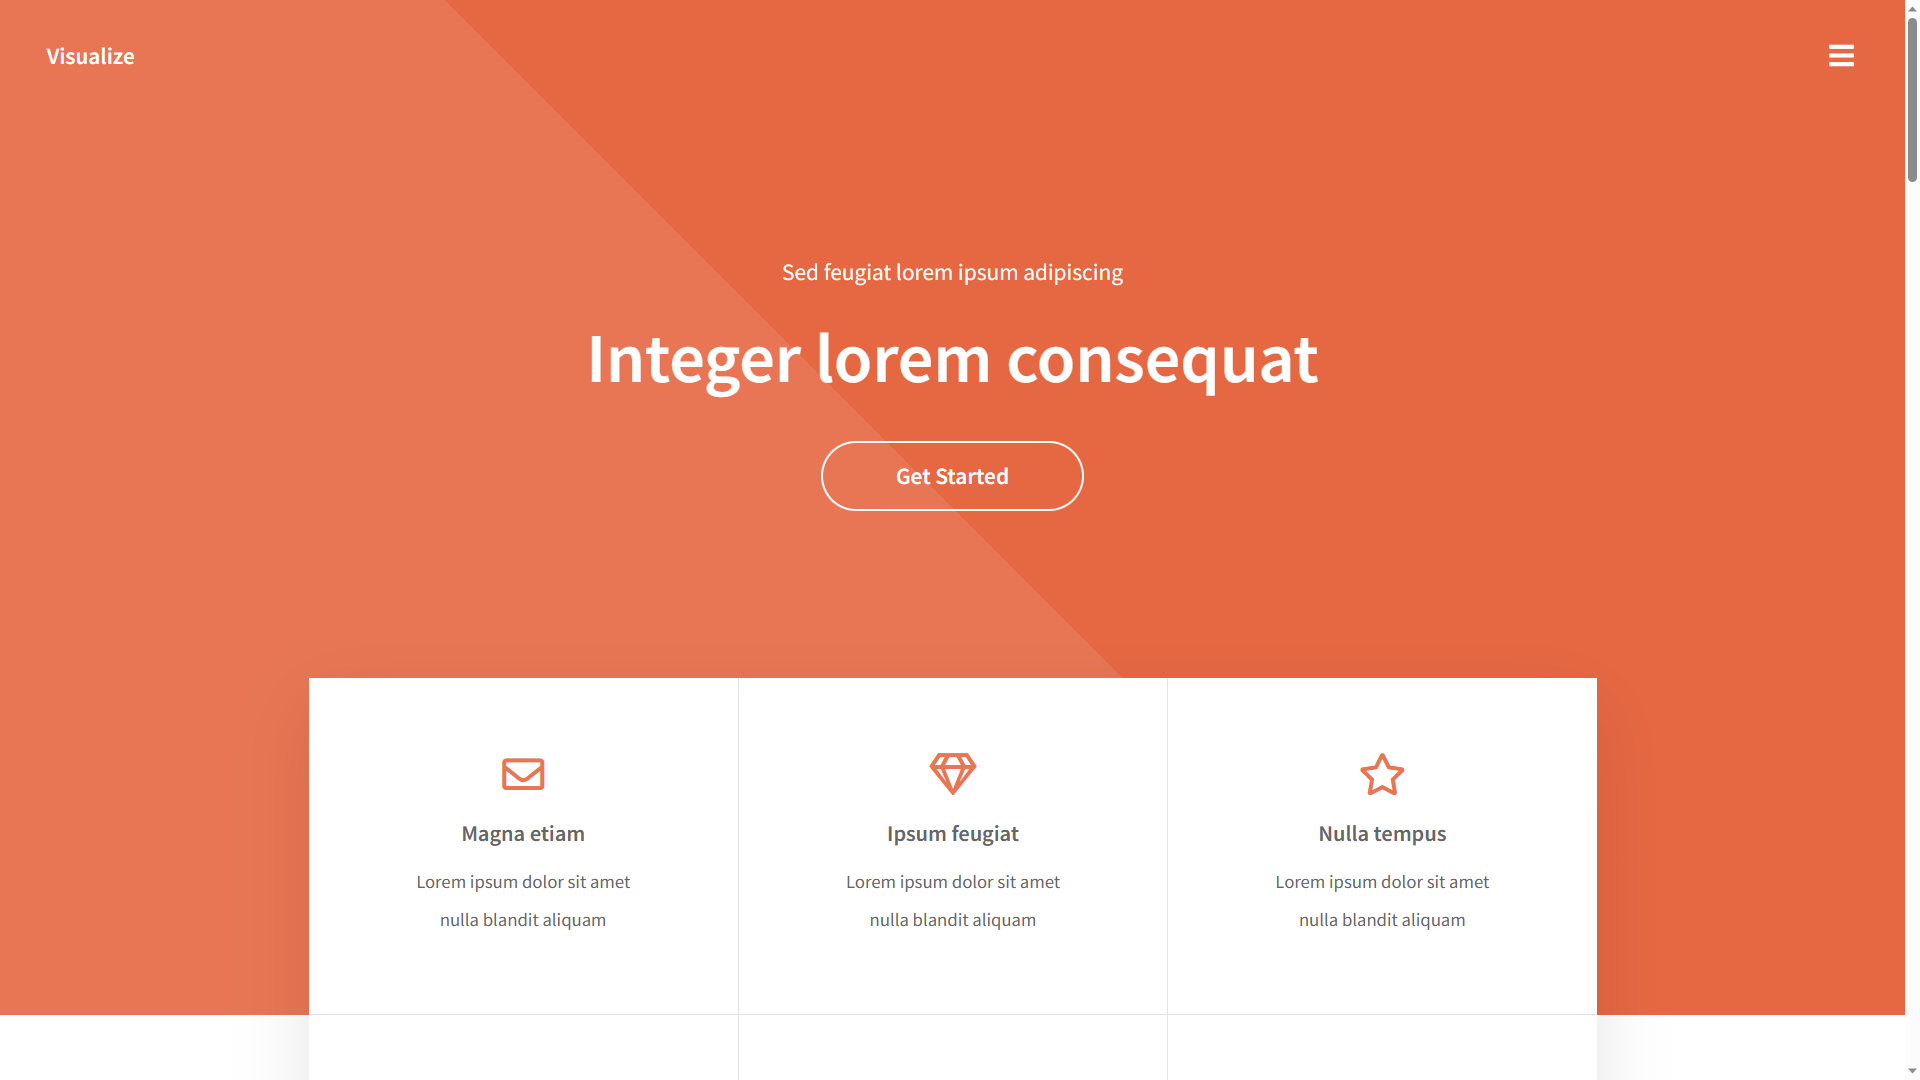 Visualize
Sed feugiat lorem ipsum adipiscing
Integer lorem consequat
Get Started
Magna etiam
Lorem ipsum dolor sit amet
nulla blandit aliquam
Ipsum feugiat
Lorem ipsum dolor sit amet
nulla blandit aliquam
Nulla tempus
Lorem ipsum dolor sit amet
nulla blandit aliquam